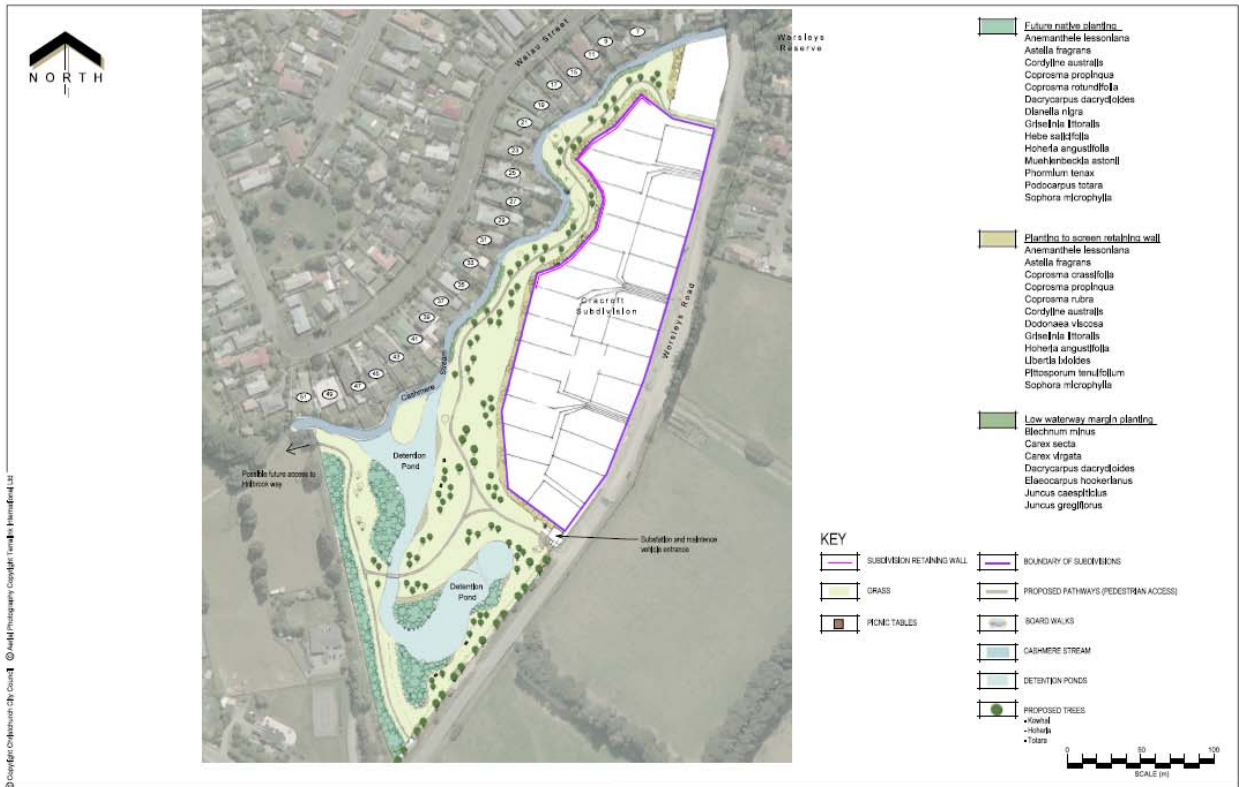 NORTH
Waiau Street
Worsleys
Reserve
7
9
11
15
17
19
21
23
25
27
29
31
33
35
37
39
41
43
45
47
49
51
Cracroft
Subdivision
Worsleys Road
Cashmere Stream
Detention
Pond
Possible future access to
Holbrook way
Substation and maintence
vehicle entrance
Detention
Pond
Future native planting
Anemanthele lessoniana
Astelia fragrans
Cordyline australis
Coprosma propinqua
Coprosma rotundifolia
Dacrycarpus dacrydioides
Dianella nigra
Griselinia littoralis
Hebe salicifolia
Hoheria angustifolia
Muehlenbeckia astonii
Phormium tenax
Podocarpus totara
Sophora microphylla
Planting to screen retaining wall
Anemanthele lessoniana
Astelia fragrans
Coprosma crassifolia
Coprosma propinqua
Coprosma rubra
Cordyline australis
Dodonaea viscosa
Griselinia littoralis
Hoheria angustifolia
Libertia ixioides
Pittosporum tenuifolium
Sophora microphylla
Low waterway margin planting
Blechnum minus
Carex secta
Carex virgata
Dacrycarpus dacrydioides
Elaeocarpus hookerianus
Juncus caespiticius
Juncus gregiflorus
KEY
SUBDIVISION RETAINING WALL
GRASS
PICNIC TABLES
BOUNDARY OF SUBDIVISIONS
PROPOSED PATHWAYS (PEDESTRIAN ACCESS)
BOARD WALKS
CASHMERE STREAM
DETENTION PONDS
PROPOSED TREES
• Kowhai
• Hoheria
• Totara
0 50 100
SCALE (m)
© Copyright Christchurch City Council © Aerial Photography Copyright Terralink International Ltd